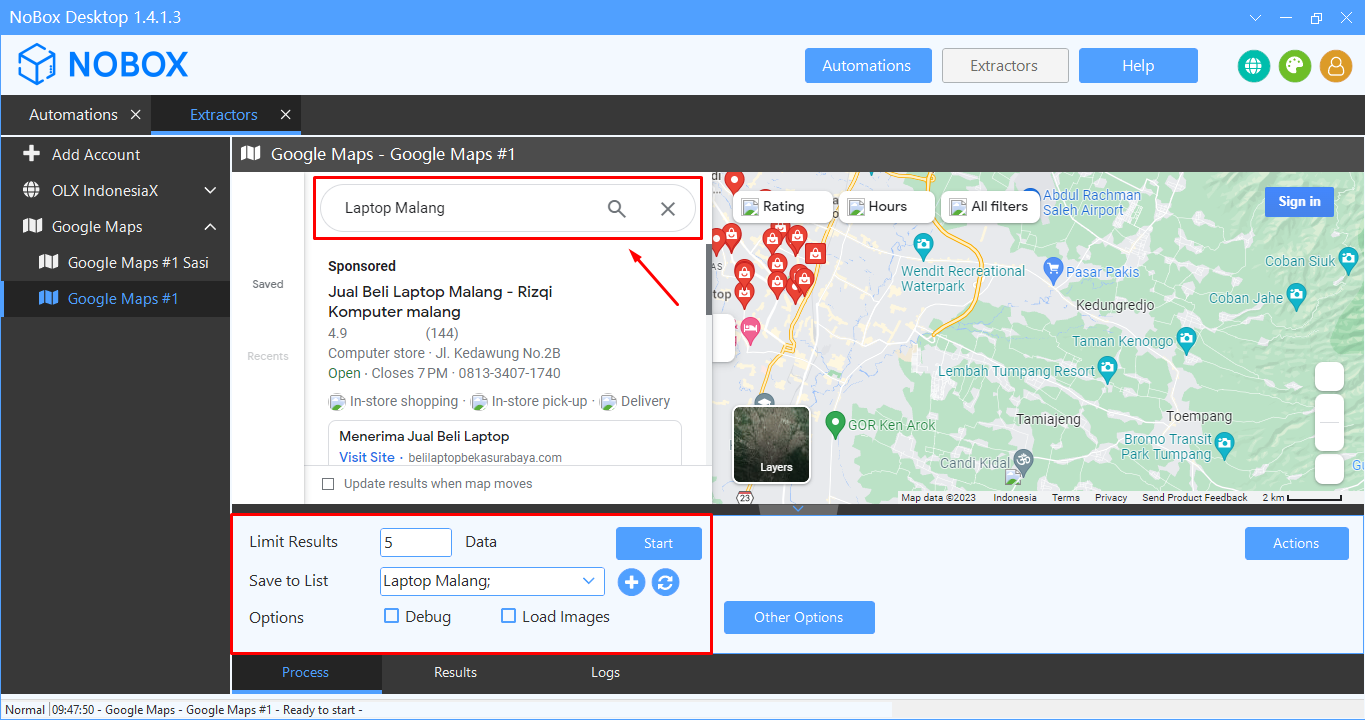 NoBox Desktop 1.4.1.3
NOBOX
Automations
Extractors
Help
Automations
Extractors
Add Account
OLX IndonesiaX
Google Maps
Google Maps #1 Sasi
Google Maps #1
Google Maps - Google Maps #1
Saved
Recents
Laptop Malang
Sponsored
Jual Beli Laptop Malang - Rizqi
Komputer malang
4.9 (144)
Computer store · Jl. Kedawung No.2B
Open · Closes 7 PM · 0813-3407-1740
In-store shopping · In-store pick-up · Delivery
Menerima Jual Beli Laptop
Visit Site · belilaptopbekasurabaya.com
Update results when map moves
Rating
Hours
All filters
Sign in
Abdul Rachman
Saleh Airport
Wendit Recreational
Waterpark
Pasar Pakis
Coban Siuk
Coban Jahe
Kedungredjo
Taman Kenongo
Lembah Tumpang Resort
Tamiajeng
Toempang
GOR Ken Arok
Bromo Transit
Park Tumpang
Candi Kidal
Layers
23
Map data ©2023 Indonesia Terms Privacy Send Product Feedback 2 km
Limit Results 5 Data Start
Actions
Save to List Laptop Malang;
Options Debug Load Images
Other Options
Process
Results
Logs
Normal 09:47:50 - Google Maps - Google Maps #1 - Ready to start -